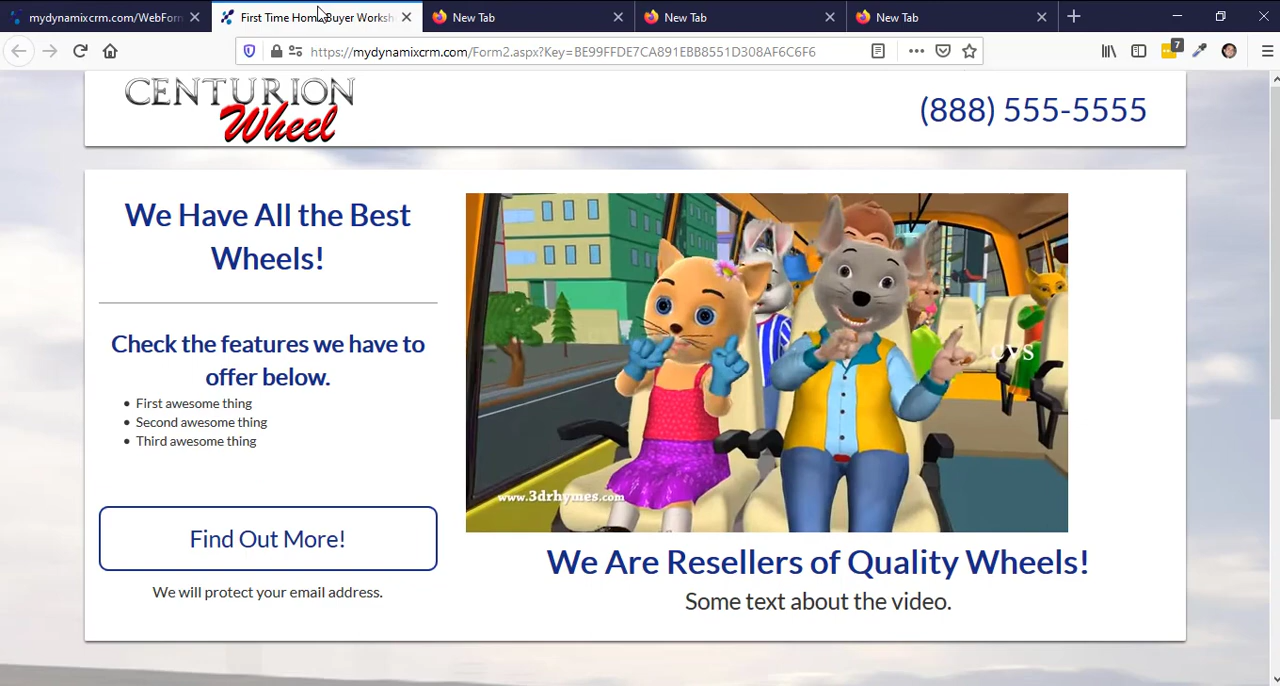 mydynamixcrm.com/WebForm
First Time Home Buyer Worksh
New Tab
New Tab
New Tab
7
https://mydynamixcrm.com/Form2.aspx?Key=BE99FFDE7CA891EBB8551D308AF6C6F6
CENTURION
Wheel
(888) 555-5555
We Have All the Best
Wheels!
Check the features we have to
offer below.
• First awesome thing
• Second awesome thing
• Third awesome thing
Find Out More!
We will protect your email address.
CVS
www.3drhymes.com
We Are Resellers of Quality Wheels!
Some text about the video.